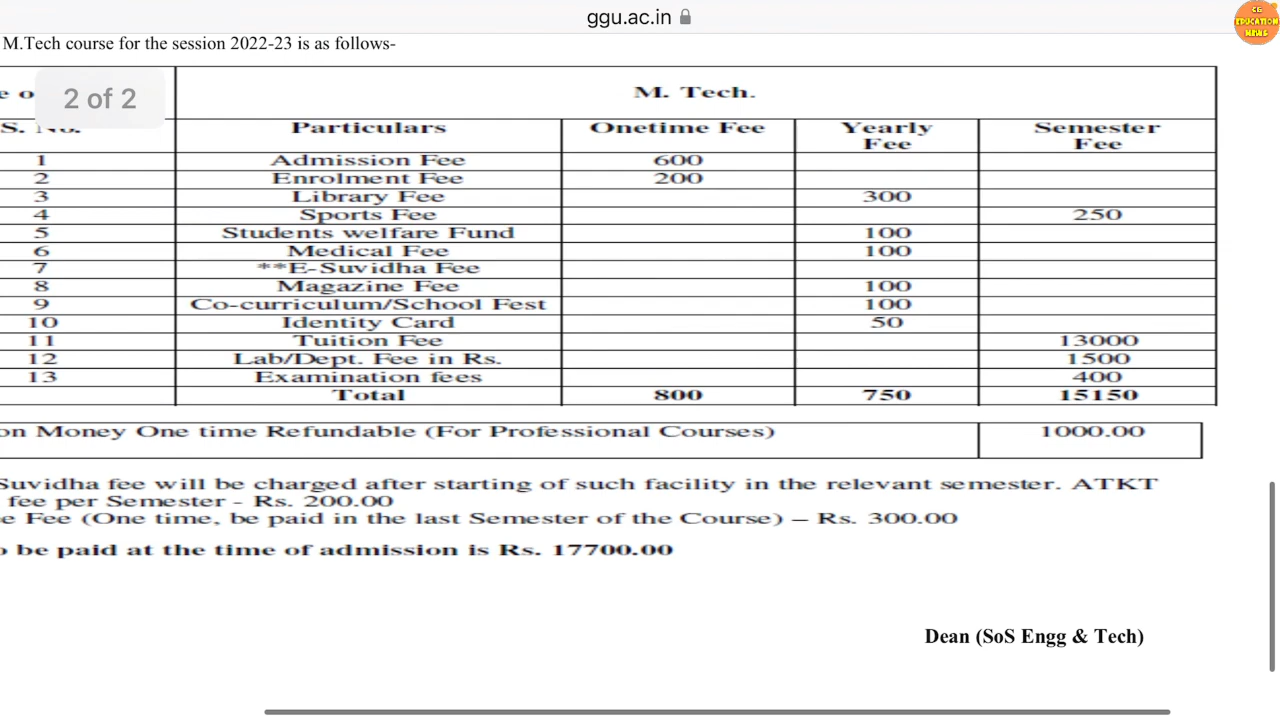 ggu.ac.in
CG EDUCATION NEWS
M.Tech course for the session 2022-23 is as follows-
2 of 2
M. Tech.
S. No. Particulars Onetime Fee Yearly Fee Semester Fee
1 Admission Fee 600
2 Enrolment Fee 200
3 Library Fee 300
4 Sports Fee 250
5 Students welfare Fund 100
6 Medical Fee 100
7 **E-Suvidha Fee
8 Magazine Fee 100
9 Co-curriculum/School Fest 100
10 Identity Card 50
11 Tuition Fee 13000
12 Lab/Dept. Fee in Rs. 1500
13 Examination fees 400
Total 800 750 15150
on Money One time Refundable (For Professional Courses) 1000.00
Suvidha fee will be charged after starting of such facility in the relevant semester. ATKT
fee per Semester - Rs. 200.00
e Fee (One time, be paid in the last Semester of the Course) – Rs. 300.00
o be paid at the time of admission is Rs. 17700.00
Dean (SoS Engg & Tech)